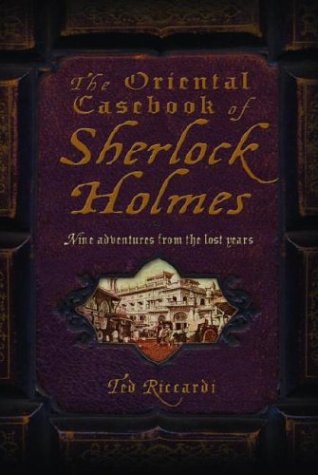 The Oriental
Casebook of
Sherlock
Holmes
Nine adventures from the lost years
Ted Riccardi